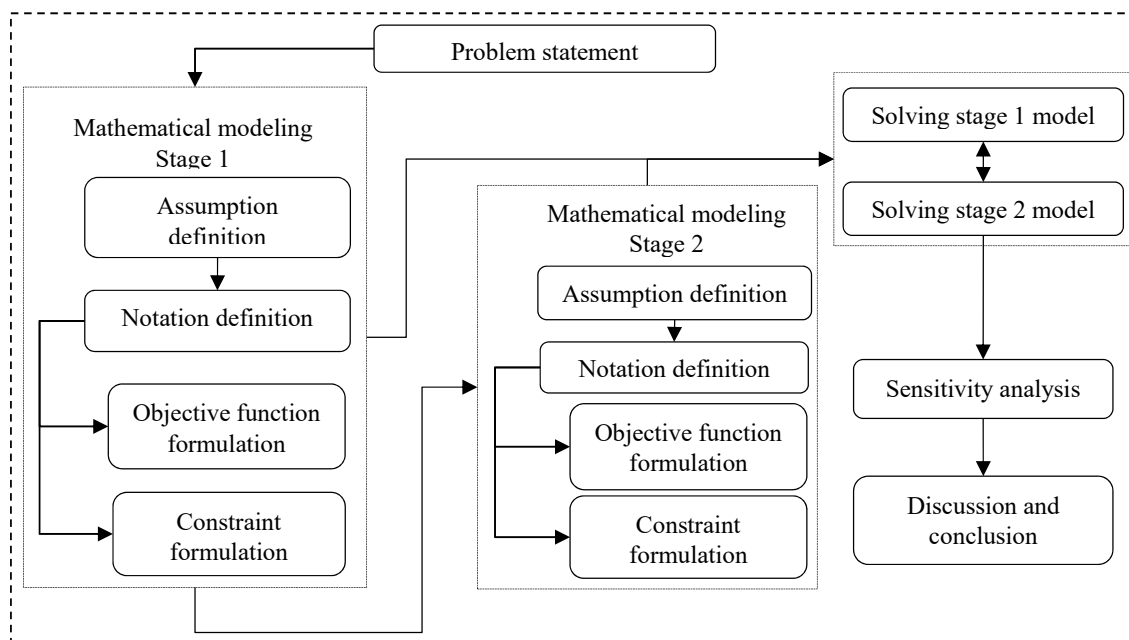 Problem statement
Mathematical modeling
Stage 1
Assumption
definition
Notation definition
Objective function
formulation
Constraint
formulation
Mathematical modeling
Stage 2
Assumption definition
Notation definition
Objective function
formulation
Constraint
formulation
Solving stage 1 model
Solving stage 2 model
Sensitivity analysis
Discussion and
conclusion